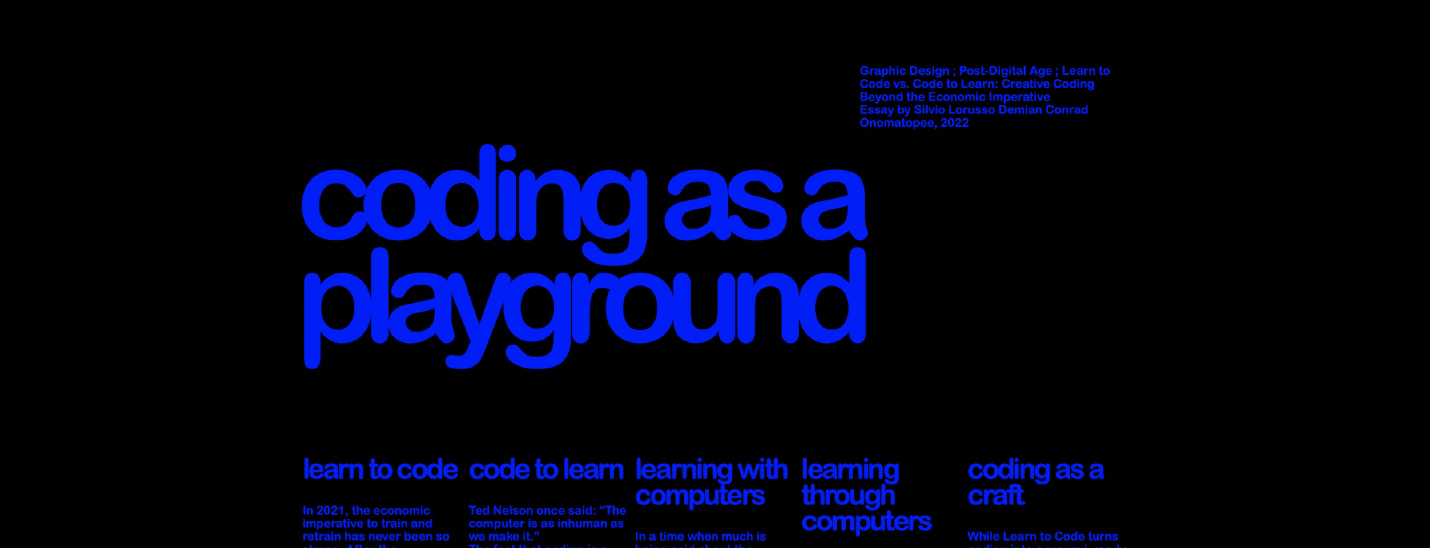 Graphic Design ; Post-Digital Age ; Learn to
Code vs. Code to Learn: Creative Coding
Beyond the Economic Imperative
Essay by Silvio Lorusso Demian Conrad
Onomatopee, 2022
coding as a
playground
learn to code
In 2021, the economic
imperative to train and
retrain has never been so
code to learn
Ted Nelson once said: “The
computer is as inhuman as
we make it.”
learning with
computers
In a time when much is
learning
through
computers
coding as a
craft
While Learn to Code turns